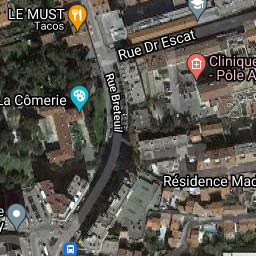 LE MUST
Tacos
Rue Dr Escat
Clinique
- Pôle A
La Cômerie
Rue Breteuil
Résidence Mad
e
y